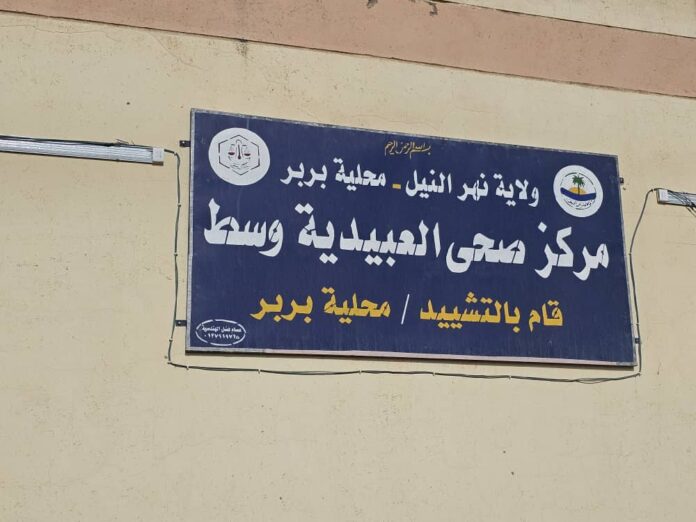 بسم الله الرحمن الرحيم
ولاية نهر النيل - محلية بربر
مركز صحى العبيدية وسط
قام بالتشييد / محلية بربر